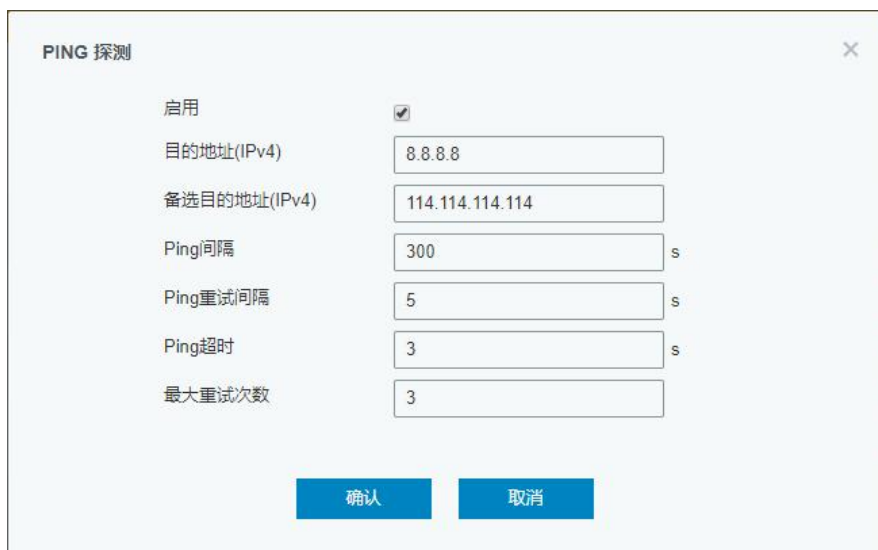 PING 探测
启用
目的地址(IPv4) 8.8.8.8
备选目的地址(IPv4) 114.114.114.114
Ping间隔 300 s
Ping重试间隔 5 s
Ping超时 3 s
最大重试次数 3
确认 取消